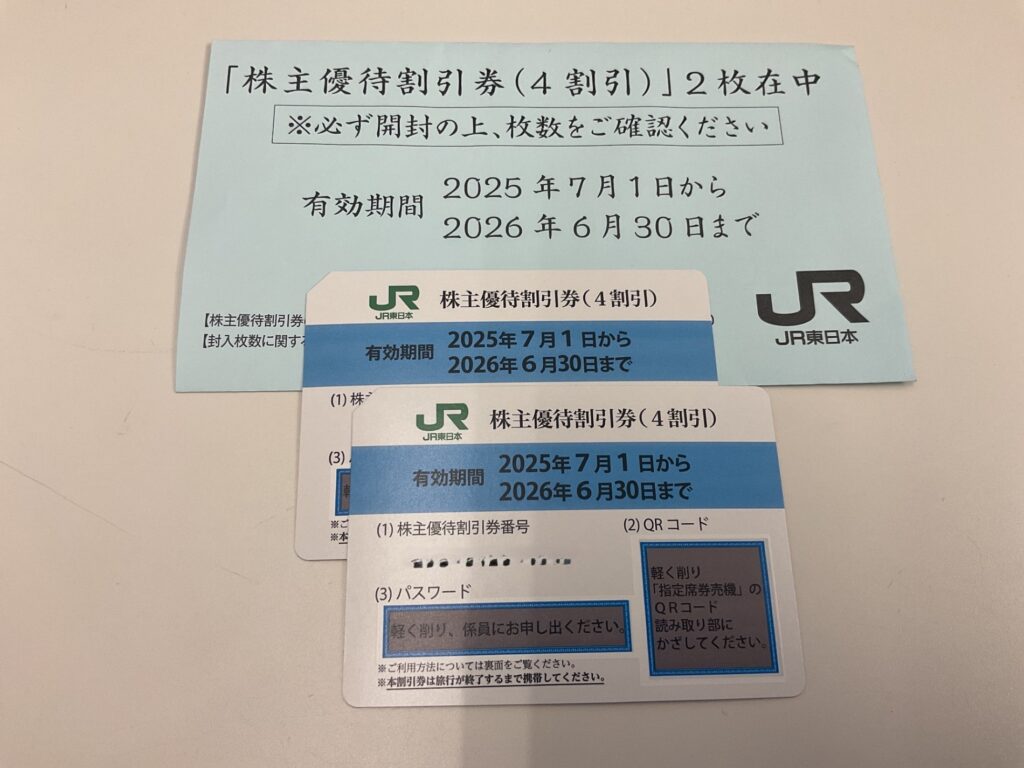 「株主優待割引券(4割引)」2枚在中
※必ず開封の上、枚数をご確認ください
有効期間 2025年7月1日から
2026年6月30日まで
【株主優待割引券
【封入枚数に関す
JR
JR東日本
JR
JR東日本
株主優待割引券(4割引)
有効期間 2025年7月1日から
2026年6月30日まで
(1) 株
(3)
※ご
※本
JR
JR東日本
株主優待割引券(4割引)
有効期間 2025年7月1日から
2026年6月30日まで
(1) 株主優待割引券番号
(2) QRコード
軽く削り
「指定席券売機」の
QRコード
読み取り部に
かざしてください。
(3) パスワード
軽く削り、係員にお申し出ください。
※ご利用方法については裏面をご覧ください。
※本割引券は旅行が終了するまで携帯してください。